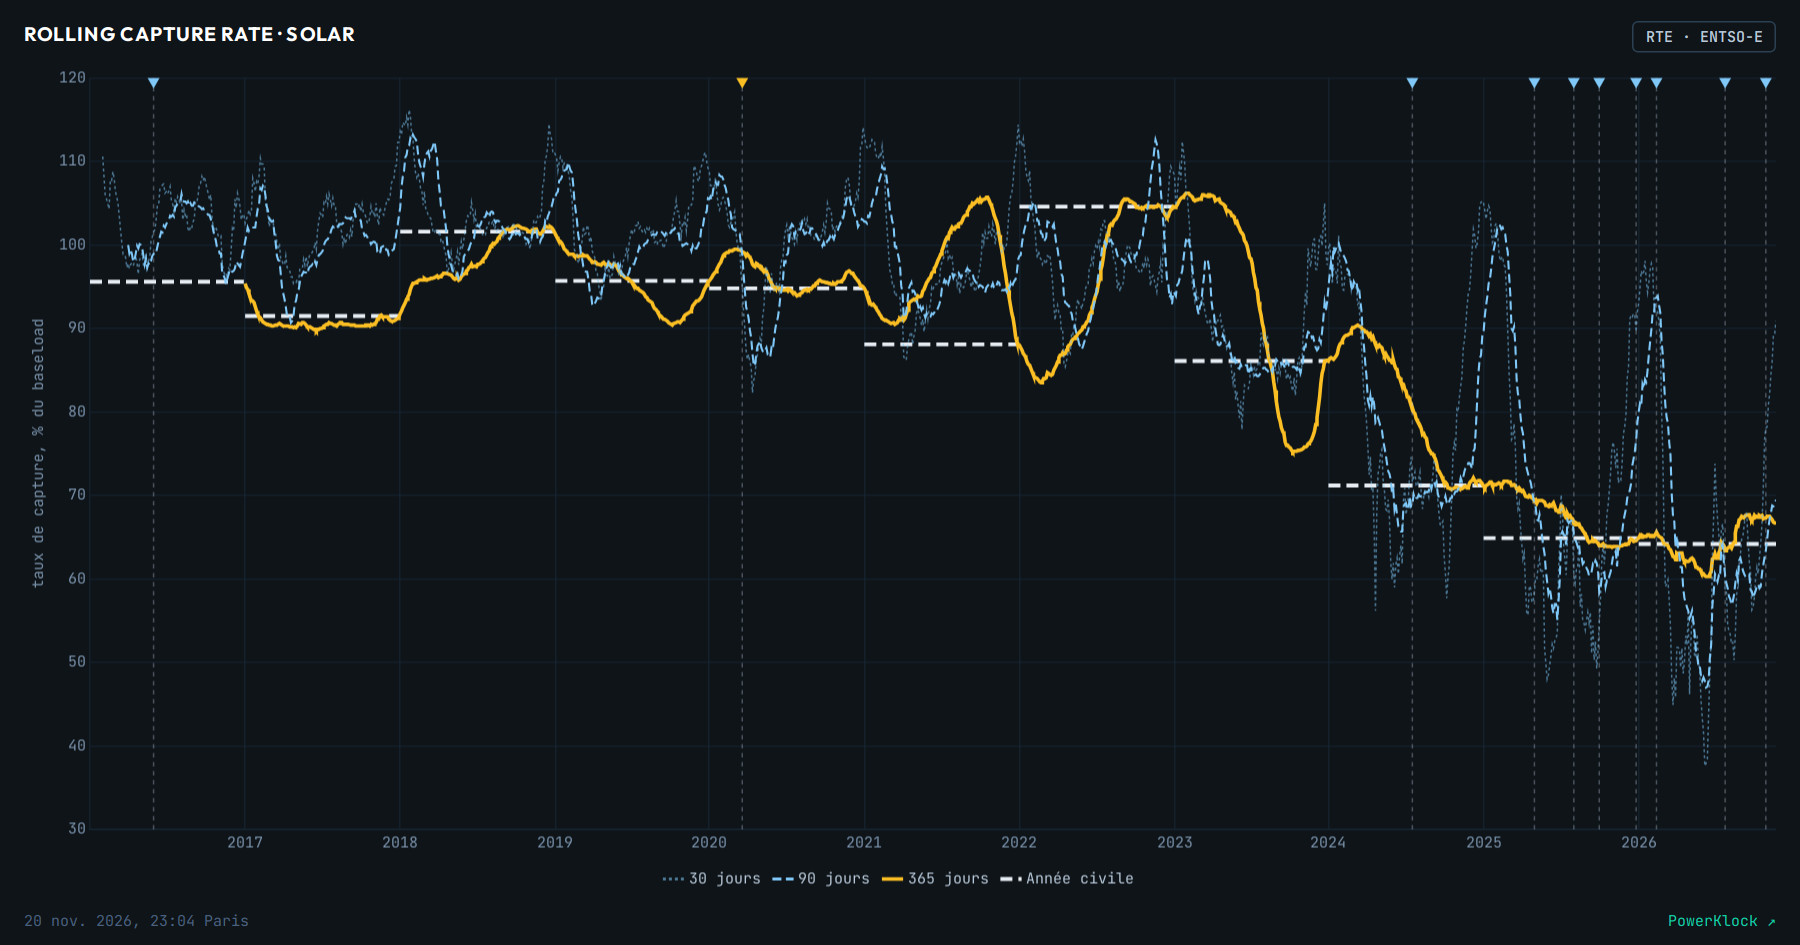 ROLLING CAPTURE RATE · SOLAR
RTE · ENTSO-E
taux de capture, % du baseload
120
110
100
90
80
70
60
50
40
30
2017 2018 2019 2020 2021 2022 2023 2024 2025 2026
30 jours 90 jours 365 jours Année civile
20 nov. 2026, 23:04 Paris
PowerKlock ↗